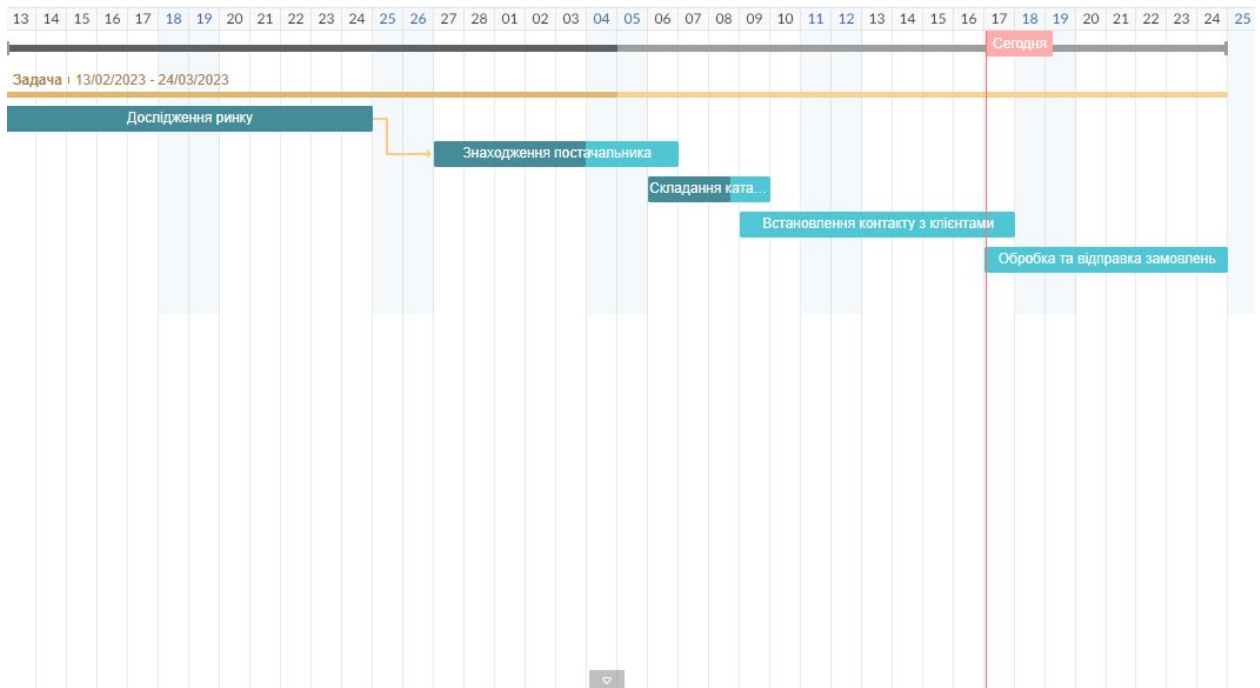 13 14 15 16 17 18 19 20 21 22 23 24 25 26 27 28 01 02 03 04 05 06 07 08 09 10 11 12 13 14 15 16 17 18 19 20 21 22 23 24 25
Сегодня
Задача 13/02/2023 - 24/03/2023
Дослідження ринку
Знаходження постачальника
Складання ката...
Встановлення контакту з клієнтами
Обробка та відправка замовлень